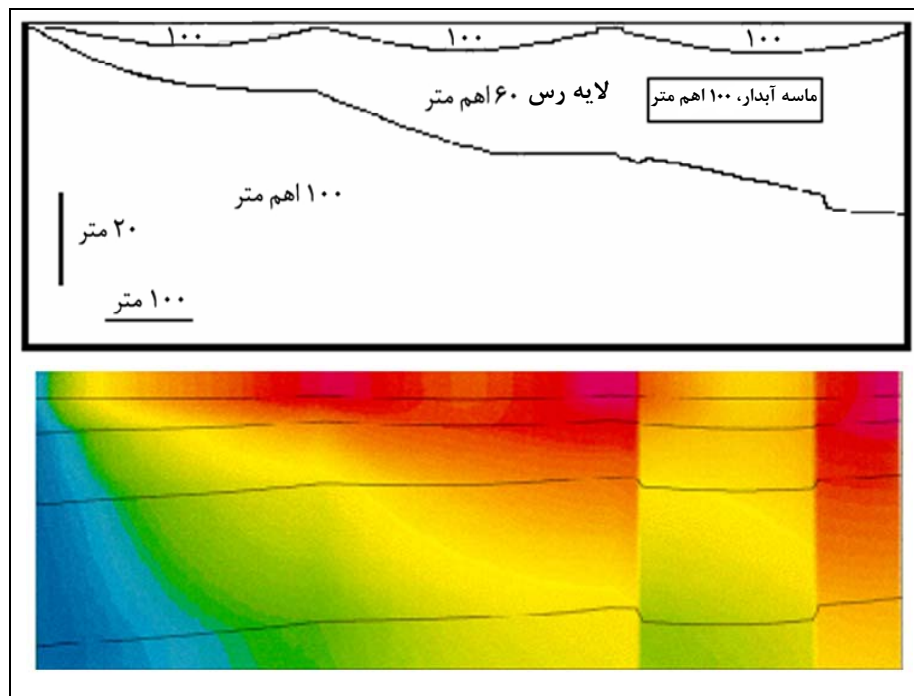 ۱۰۰ ۱۰۰ ۱۰۰
لایه رس ۶۰ اهم متر
ماسه آبدار، ۱۰۰ اهم متر
۱۰۰ اهم متر
۲۰ متر
۱۰۰ متر